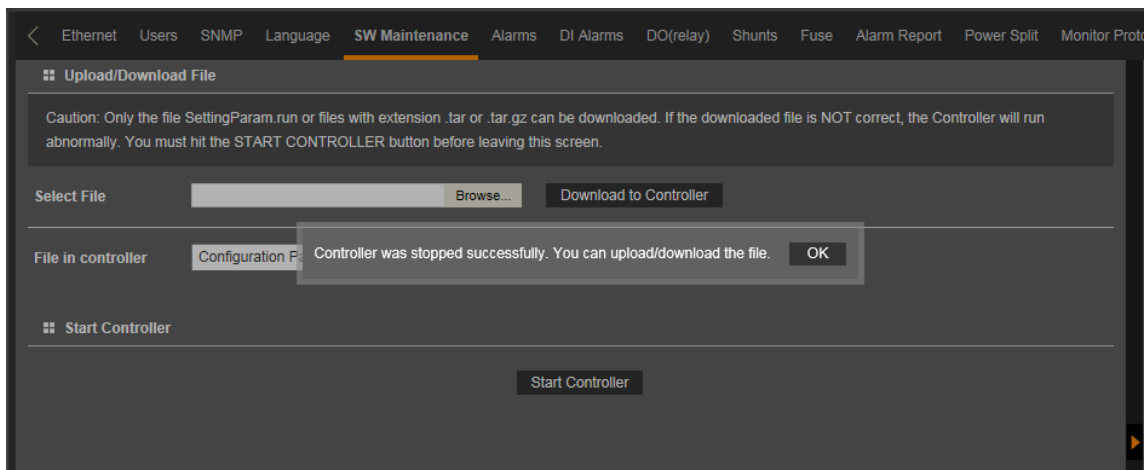 Ethernet Users SNMP Language SW Maintenance Alarms DI Alarms DO(relay) Shunts Fuse Alarm Report Power Split Monitor Proto
Upload/Download File
Caution: Only the file SettingParam.run or files with extension .tar or .tar.gz can be downloaded. If the downloaded file is NOT correct, the Controller will run
abnormally. You must hit the START CONTROLLER button before leaving this screen.
Select File Browse... Download to Controller
File in controller Configuration Pa
Controller was stopped successfully. You can upload/download the file. OK
Start Controller
Start Controller